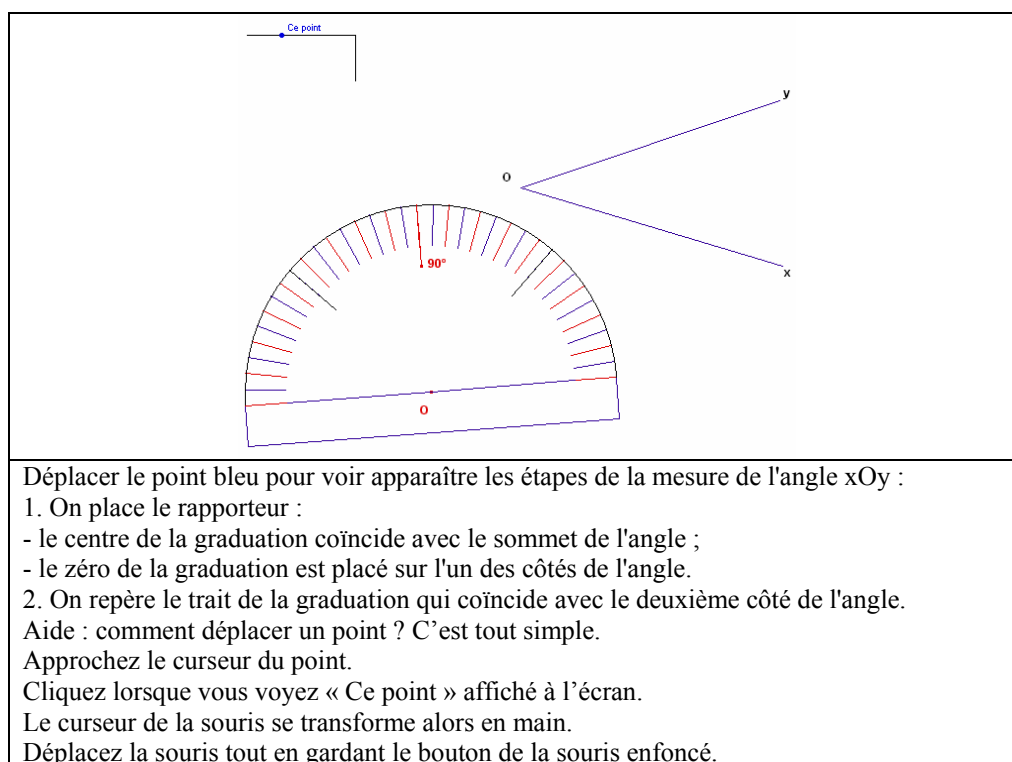 Ce point
y
O
x
90°
O
Déplacer le point bleu pour voir apparaître les étapes de la mesure de l'angle xOy :
1. On place le rapporteur :
- le centre de la graduation coïncide avec le sommet de l'angle ;
- le zéro de la graduation est placé sur l'un des côtés de l'angle.
2. On repère le trait de la graduation qui coïncide avec le deuxième côté de l'angle.
Aide : comment déplacer un point ? C’est tout simple.
Approchez le curseur du point.
Cliquez lorsque vous voyez « Ce point » affiché à l’écran.
Le curseur de la souris se transforme alors en main.
Déplacez la souris tout en gardant le bouton de la souris enfoncé.